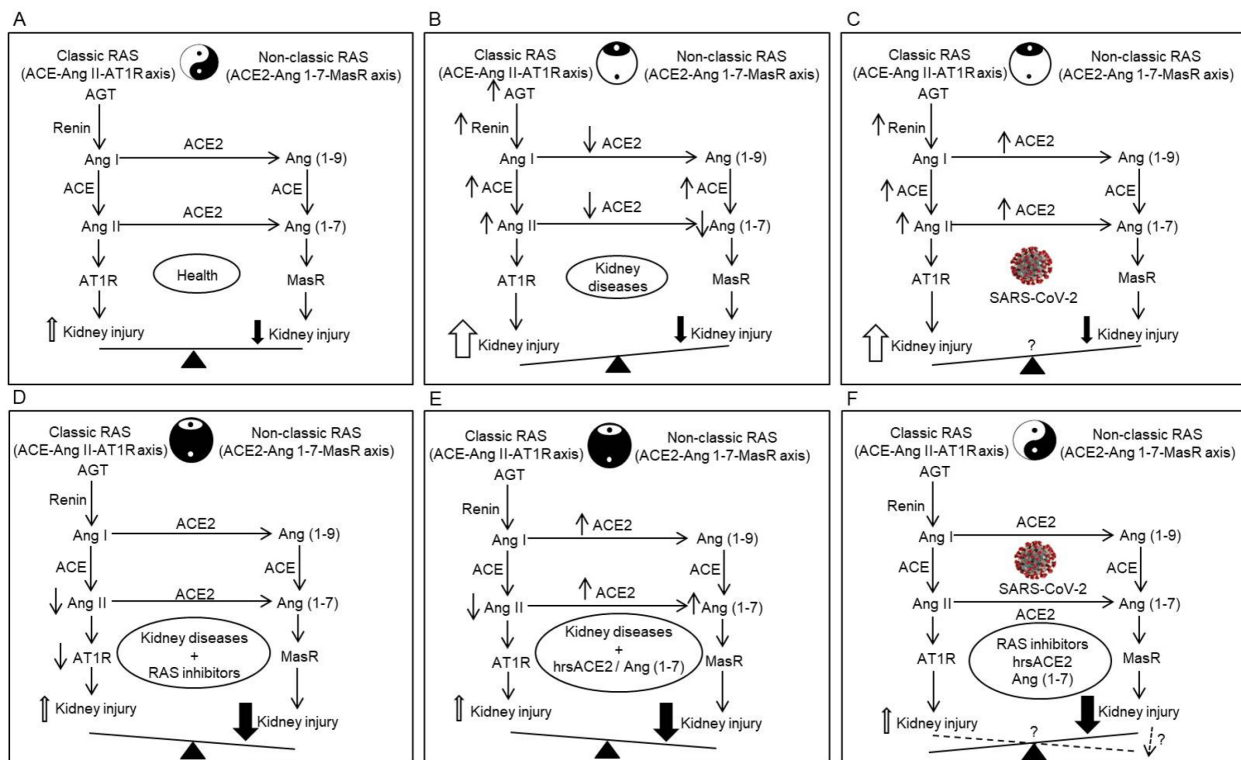 A
Classic RAS
(ACE-Ang II-AT1R axis)
Non-classic RAS
(ACE2-Ang 1-7-MasR axis)
AGT
Renin
Ang I
ACE2
Ang (1-9)
ACE
ACE
Ang II
ACE2
Ang (1-7)
AT1R
Health
MasR
Kidney injury
Kidney injury
B
Classic RAS
(ACE-Ang II-AT1R axis)
Non-classic RAS
(ACE2-Ang 1-7-MasR axis)
AGT
Renin
ACE2
Ang I
Ang (1-9)
ACE
ACE
ACE2
Ang II
Ang (1-7)
AT1R
Kidney
diseases
MasR
Kidney injury
Kidney injury
C
Classic RAS
(ACE-Ang II-AT1R axis)
Non-classic RAS
(ACE2-Ang 1-7-MasR axis)
AGT
Renin
ACE2
Ang I
Ang (1-9)
ACE
ACE
ACE2
Ang II
Ang (1-7)
AT1R
MasR
SARS-CoV-2
Kidney injury
Kidney injury
?
D
Classic RAS
(ACE-Ang II-AT1R axis)
Non-classic RAS
(ACE2-Ang 1-7-MasR axis)
AGT
Renin
ACE2
Ang I
Ang (1-9)
ACE
ACE
ACE2
Ang II
Ang (1-7)
AT1R
Kidney diseases
+
RAS inhibitors
MasR
Kidney injury
Kidney injury
E
Classic RAS
(ACE-Ang II-AT1R axis)
Non-classic RAS
(ACE2-Ang 1-7-MasR axis)
AGT
Renin
ACE2
Ang I
Ang (1-9)
ACE
ACE
ACE2
Ang II
Ang (1-7)
Kidney diseases
+
hrsACE2 / Ang (1-7)
AT1R
MasR
Kidney injury
Kidney injury
F
Classic RAS
(ACE-Ang II-AT1R axis)
Non-classic RAS
(ACE2-Ang 1-7-MasR axis)
AGT
Renin
ACE2
Ang I
Ang (1-9)
ACE
ACE
SARS-CoV-2
Ang II
Ang (1-7)
ACE2
AT1R
RAS inhibitors
hrsACE2
Ang (1-7)
MasR
Kidney injury
Kidney injury
?
?